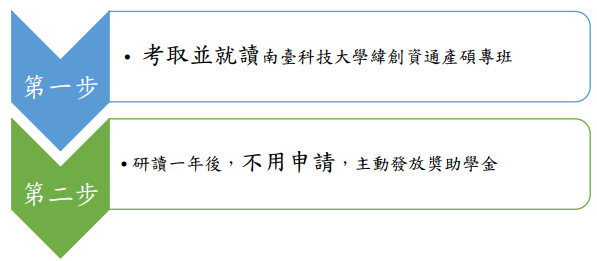 第一步
• 考取並就讀南臺科技大學緯創資通產碩專班
第二步
• 研讀一年後，不用申請，主動發放獎助學金